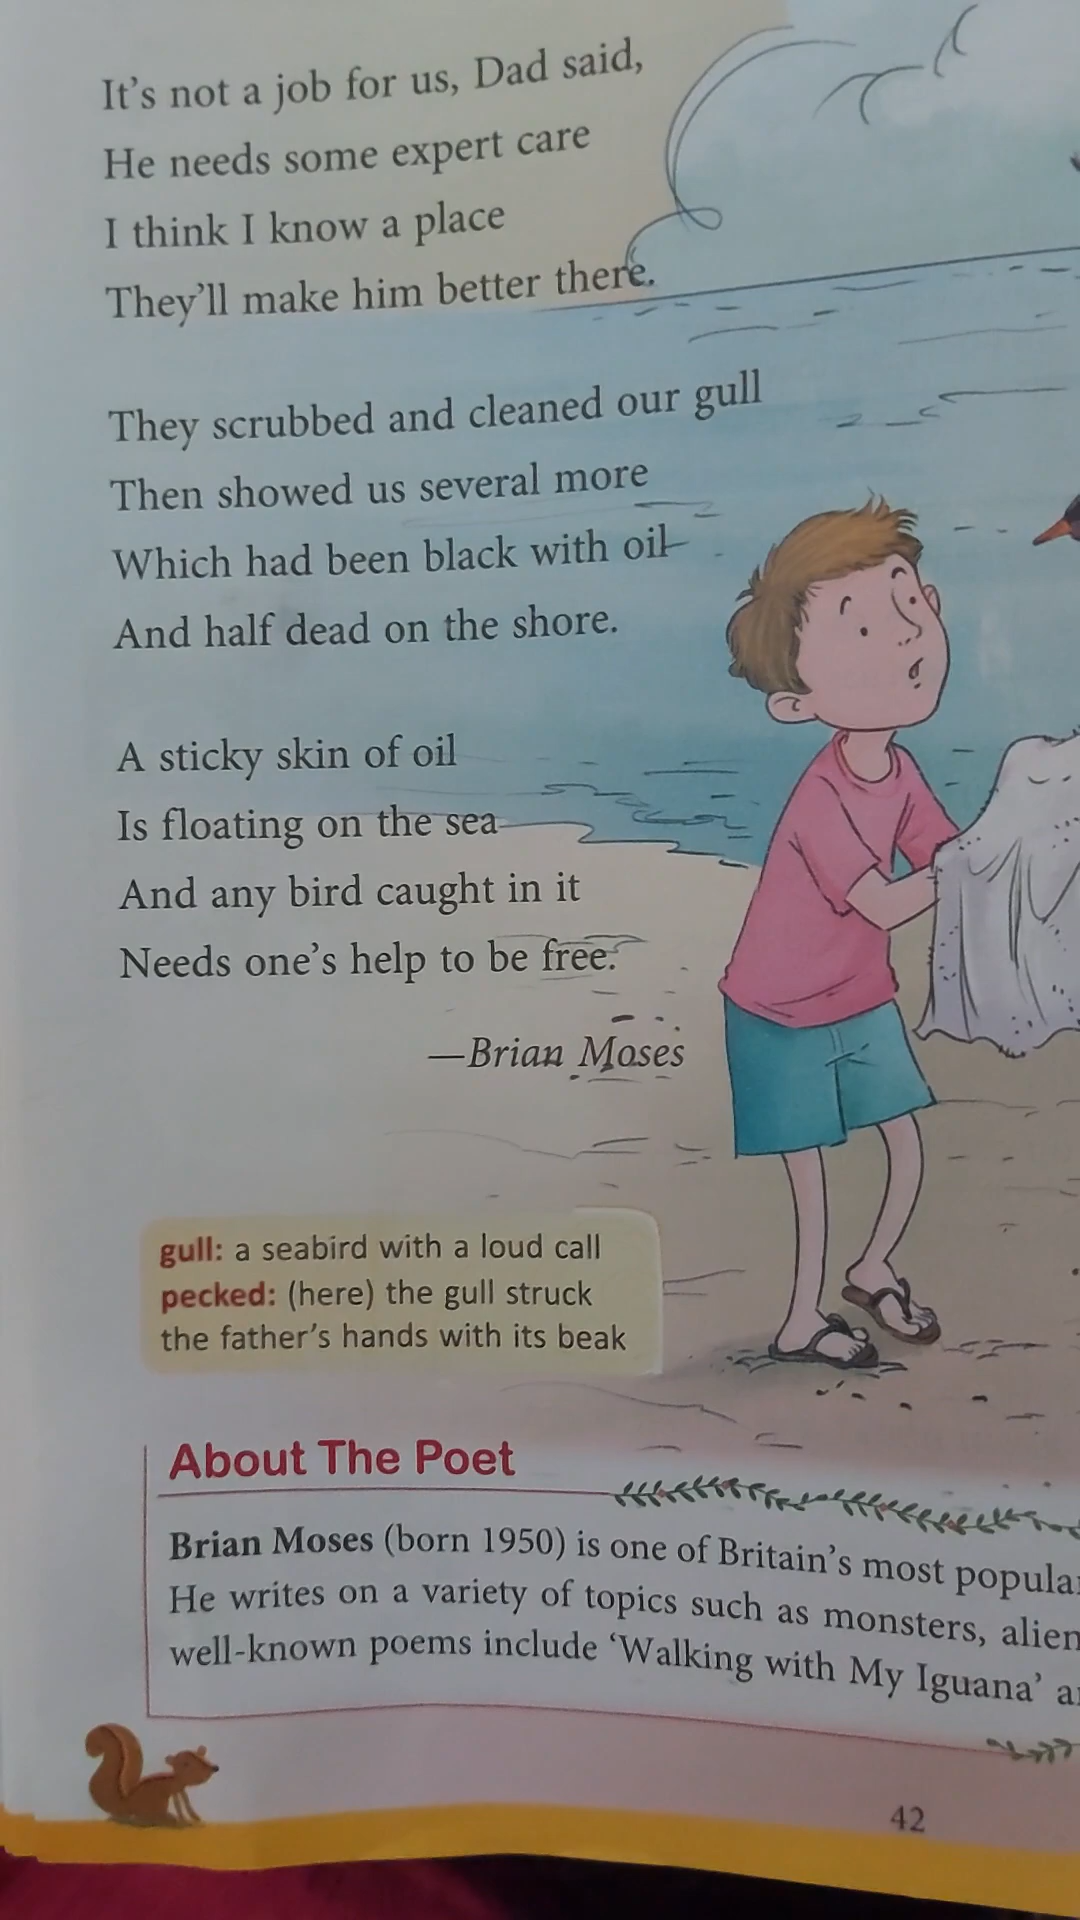 It's not a job for us, Dad said,
He needs some expert care
I think I know a place
They'll make him better there.
They scrubbed and cleaned our gull
Then showed us several more
Which had been black with oil
And half dead on the shore.
A sticky skin of oil
Is floating on the sea
And any bird caught in it
Needs one's help to be free.
—Brian Moses
gull: a seabird with a loud call
pecked: (here) the gull struck
the father's hands with its beak
About The Poet
Brian Moses (born 1950) is one of Britain's most
He writes on a variety of topics such as monsters,
well-known poems include 'Walking with My Iguana'
42